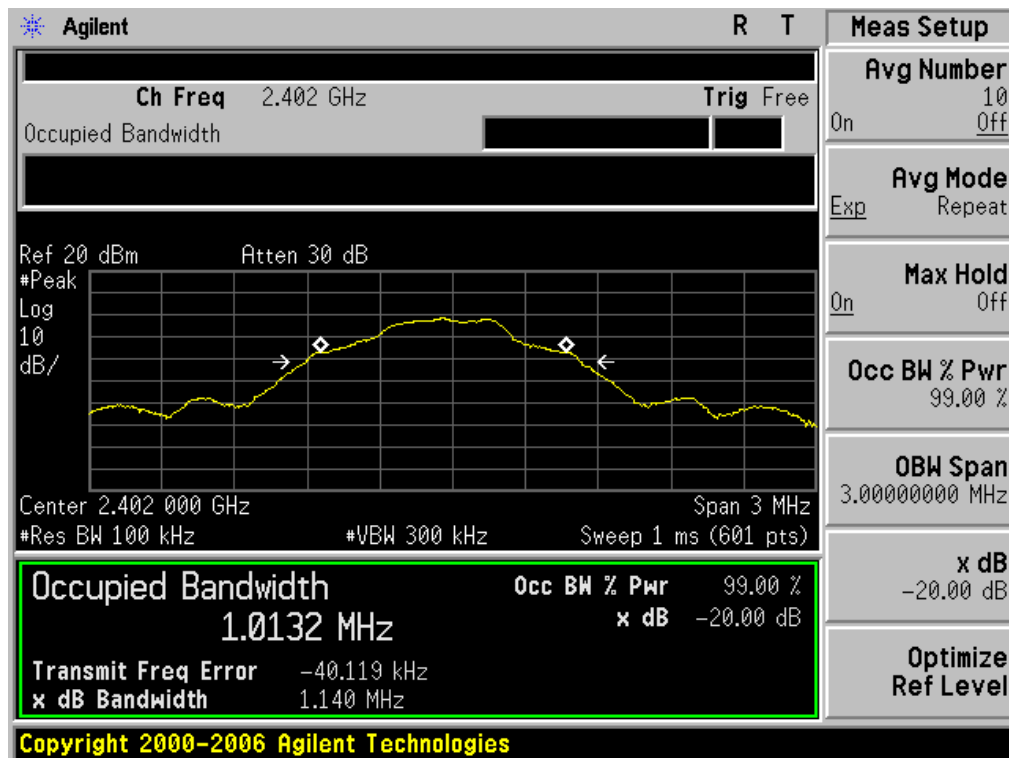 Agilent R T
Ch Freq 2.402 GHz Trig Free
Occupied Bandwidth
Ref 20 dBm Atten 30 dB
#Peak
Log
10
dB/
Center 2.402 000 GHz Span 3 MHz
#Res BW 100 kHz #VBW 300 kHz Sweep 1 ms (601 pts)
Occupied Bandwidth Occ BW % Pwr 99.00 %
1.0132 MHz x dB -20.00 dB
Transmit Freq Error -40.119 kHz
x dB Bandwidth 1.140 MHz
Copyright 2000-2006 Agilent Technologies
Meas Setup
Avg Number
10
On Off
Avg Mode
Exp Repeat
Max Hold
On Off
Occ BW % Pwr
99.00 %
OBW Span
3.00000000 MHz
x dB
-20.00 dB
Optimize
Ref Level